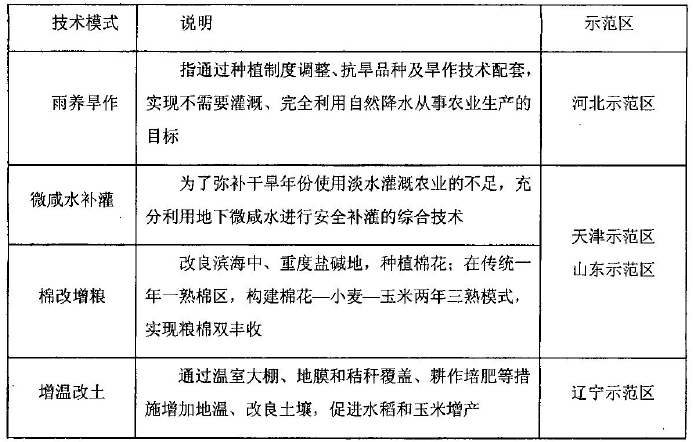 技术模式 说明 示范区
指通过种植制度调整、抗旱品种及旱作技术配套，
雨养旱作 实现不需要灌溉、完全利用自然降水从事农业生产的 河北示范区
目标
微咸水补灌 为了弥补干旱年份使用淡水灌溉农业的不足，充
分利用地下微咸水进行安全补灌的综合技术
天津示范区
山东示范区
改良滨海中、重度盐碱地，种植棉花；在传统一
棉改增粮 年一熟棉区，构建棉花—小麦—玉米两年三熟模式，
实现粮棉双丰收
增温改土 通过温室大棚、地膜和秸秆覆盖、耕作培肥等措 辽宁示范区
施增加地温、改良土壤，促进水稻和玉米增产